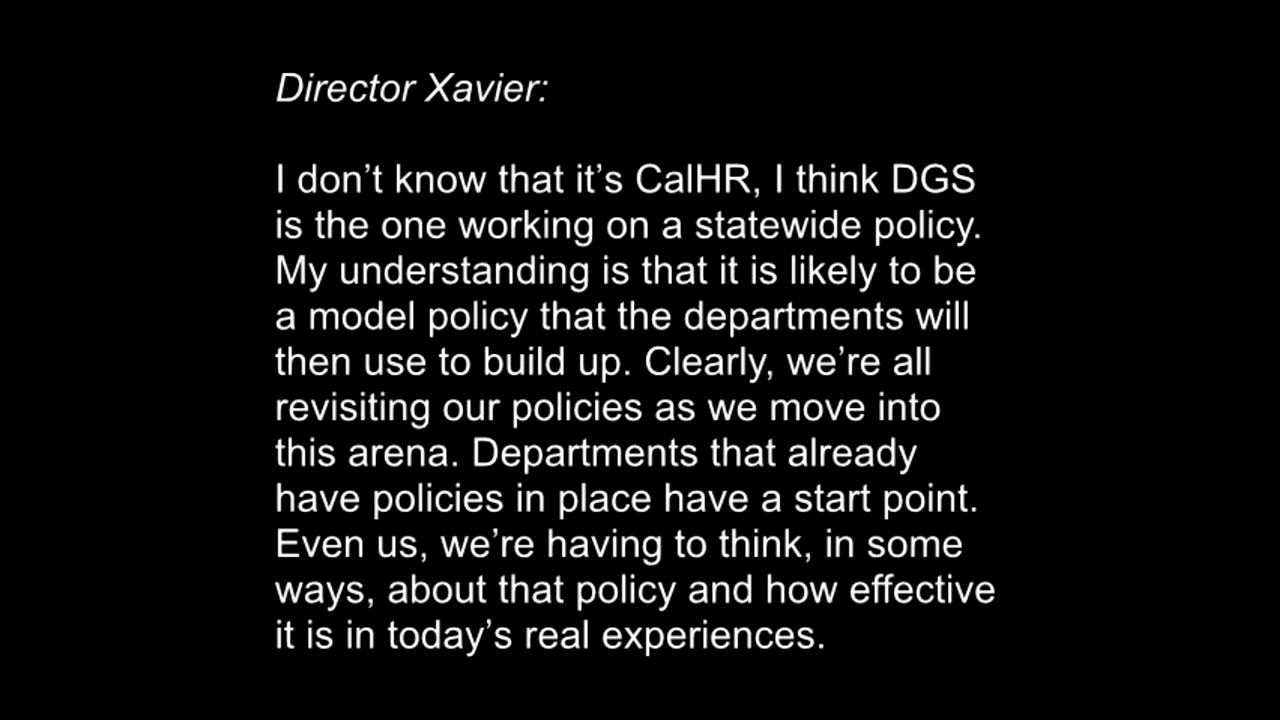 Director Xavier:
I don’t know that it’s CalHR, I think DGS
is the one working on a statewide policy.
My understanding is that it is likely to be
a model policy that the departments will
then use to build up. Clearly, we’re all
revisiting our policies as we move into
this arena. Departments that already
have policies in place have a start point.
Even us, we’re having to think, in some
ways, about that policy and how effective
it is in today’s real experiences.